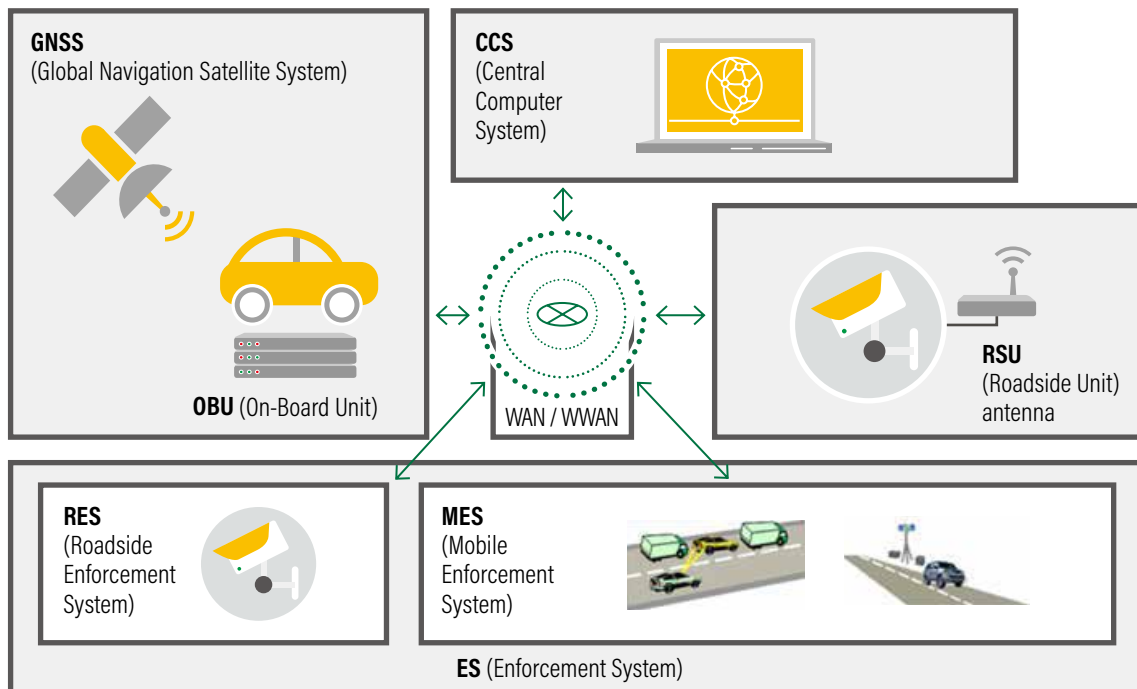 GNSS
(Global Navigation Satellite System)
OBU (On-Board Unit)
CCS
(Central
Computer
System)
WAN / WWAN
RSU
(Roadside Unit)
antenna
RES
(Roadside
Enforcement
System)
MES
(Mobile
Enforcement
System)
ES (Enforcement System)